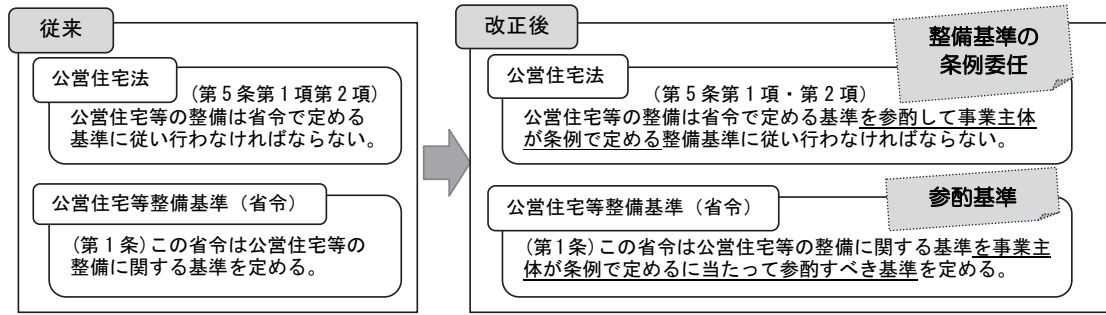 従来
公営住宅法
(第5条第1項第2項)
公営住宅等の整備は省令で定める
基準に従い行わなければならない。
公営住宅等整備基準（省令）
(第1条)この省令は公営住宅等の
整備に関する基準を定める。
改正後
整備基準の
条例委任
公営住宅法
(第5条第1項・第2項)
公営住宅等の整備は省令で定める基準を参酌して事業主体
が条例で定める整備基準に従い行わなければならない。
参酌基準
公営住宅等整備基準（省令）
(第1条)この省令は公営住宅等の整備に関する基準を事業主
体が条例で定めるに当たって参酌すべき基準を定める。